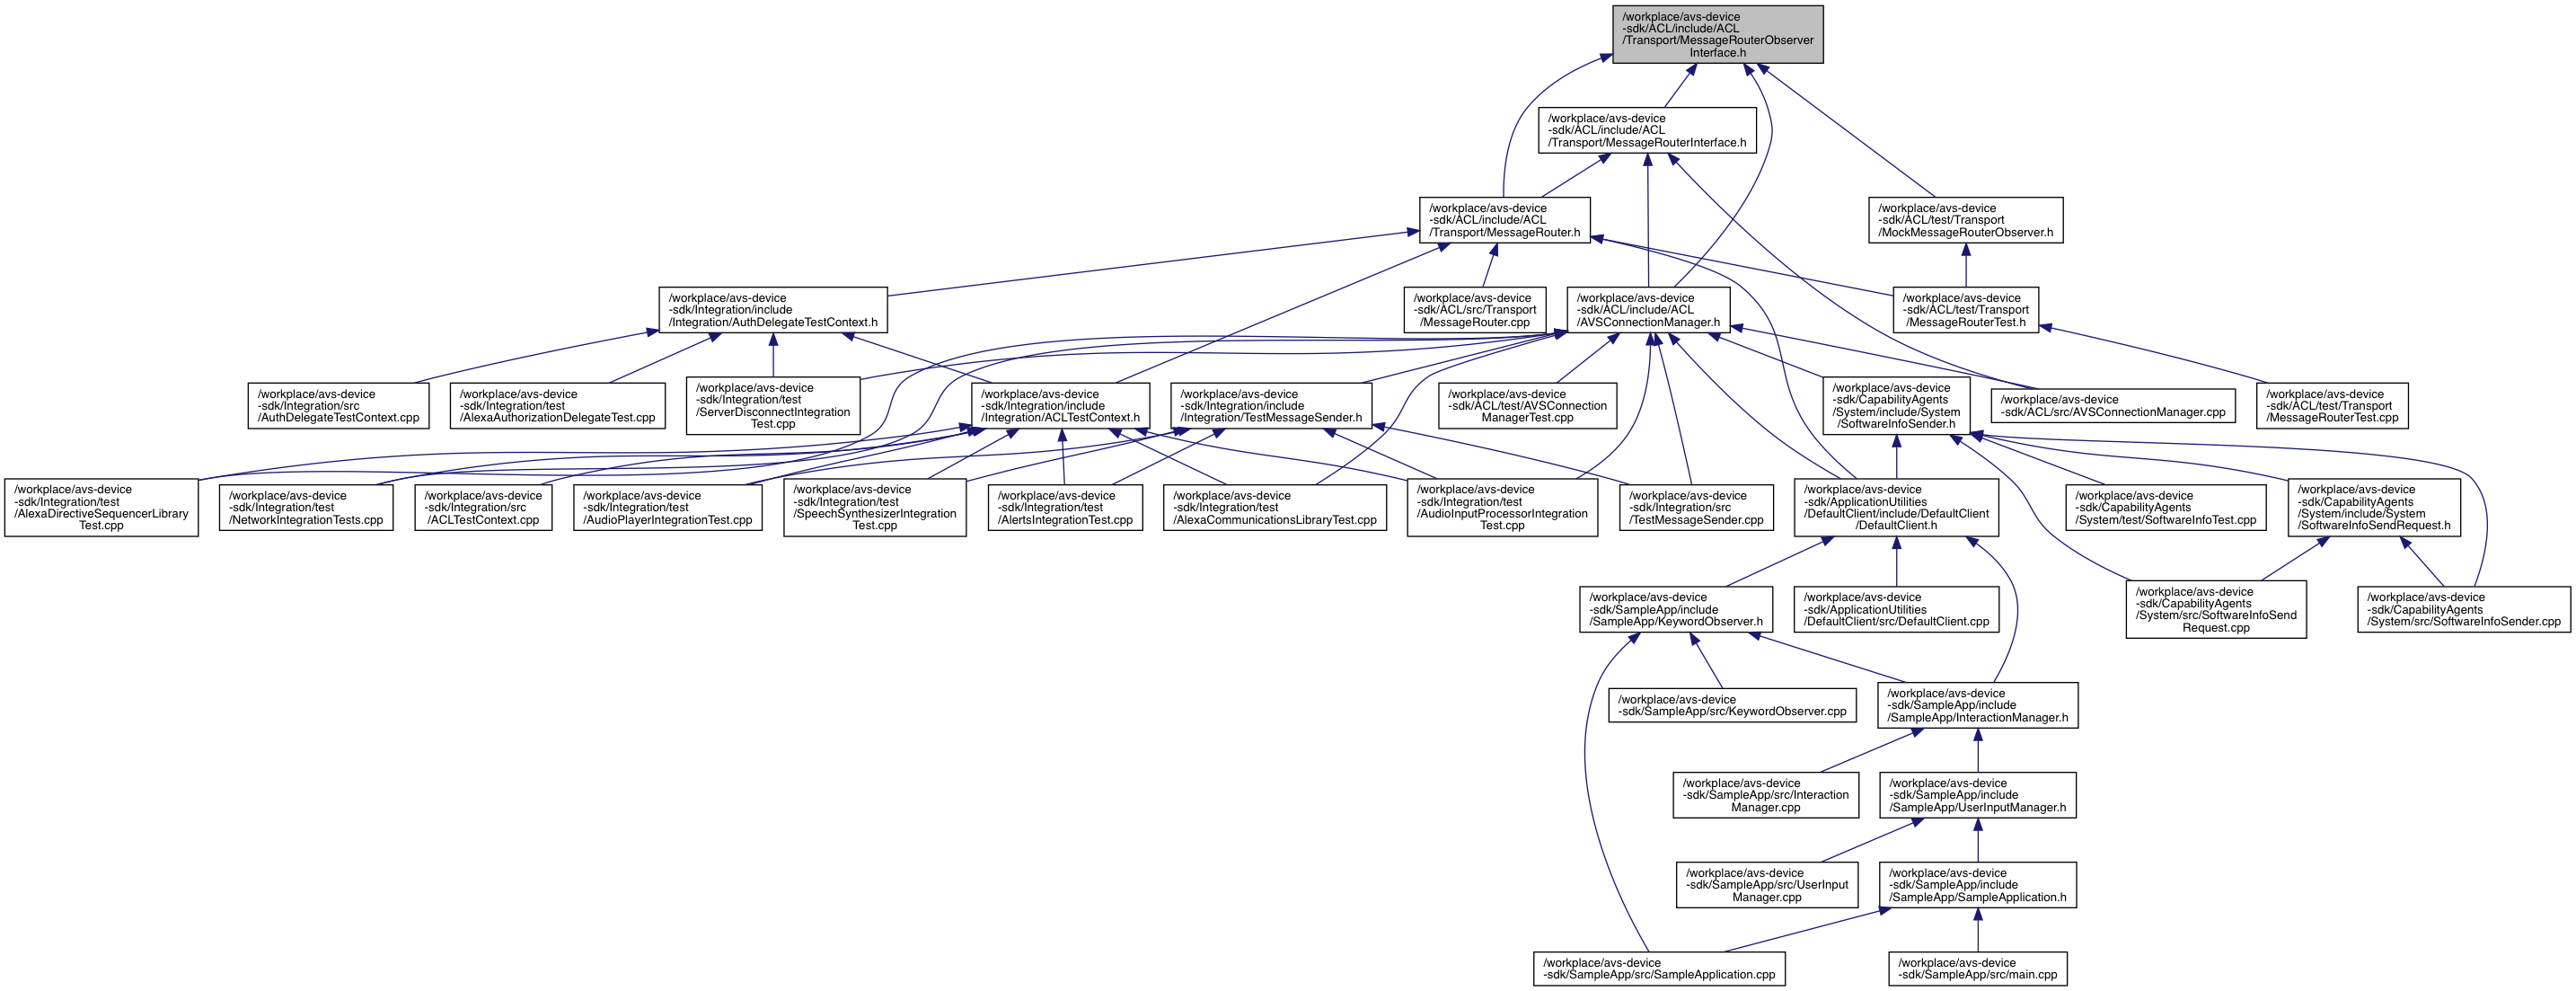 /workplace/avs-device
-sdk/ACL/include/ACL
/Transport/MessageRouterObserver
Interface.h
/workplace/avs-device
-sdk/ACL/include/ACL
/Transport/MessageRouterInterface.h
/workplace/avs-device
-sdk/ACL/include/ACL
/Transport/MessageRouter.h
/workplace/avs-device
-sdk/ACL/test/Transport
/MockMessageRouterObserver.h
/workplace/avs-device
-sdk/Integration/include
/Integration/AuthDelegateTestContext.h
/workplace/avs-device
-sdk/ACL/src/Transport
/MessageRouter.cpp
/workplace/avs-device
-sdk/ACL/include/ACL
/AVSConnectionManager.h
/workplace/avs-device
-sdk/ACL/test/Transport
/MessageRouterTest.h
/workplace/avs-device
-sdk/Integration/src
/AuthDelegateTestContext.cpp
/workplace/avs-device
-sdk/Integration/test
/AlexaAuthorizationDelegateTest.cpp
/workplace/avs-device
-sdk/Integration/test
/ServerDisconnectIntegration
Test.cpp
/workplace/avs-device
-sdk/Integration/include
/Integration/ACLTestContext.h
/workplace/avs-device
-sdk/Integration/include
/Integration/TestMessageSender.h
/workplace/avs-device
-sdk/ACL/test/AVSConnection
ManagerTest.cpp
/workplace/avs-device
-sdk/CapabilityAgents
/System/include/System
/SoftwareInfoSender.h
/workplace/avs-device
-sdk/ACL/src/AVSConnectionManager.cpp
/workplace/avs-device
-sdk/ACL/test/Transport
/MessageRouterTest.cpp
/workplace/avs-device
-sdk/Integration/test
/AlexaDirectiveSequencerLibrary
Test.cpp
/workplace/avs-device
-sdk/Integration/test
/NetworkIntegrationTests.cpp
/workplace/avs-device
-sdk/Integration/src
/ACLTestContext.cpp
/workplace/avs-device
-sdk/Integration/test
/AudioPlayerIntegrationTest.cpp
/workplace/avs-device
-sdk/Integration/test
/SpeechSynthesizerIntegration
Test.cpp
/workplace/avs-device
-sdk/Integration/test
/AlertsIntegrationTest.cpp
/workplace/avs-device
-sdk/Integration/test
/AlexaCommunicationsLibraryTest.cpp
/workplace/avs-device
-sdk/Integration/test
/AudioInputProcessorIntegration
Test.cpp
/workplace/avs-device
-sdk/Integration/src
/TestMessageSender.cpp
/workplace/avs-device
-sdk/ApplicationUtilities
/DefaultClient/include/DefaultClient
/DefaultClient.h
/workplace/avs-device
-sdk/CapabilityAgents
/System/test/SoftwareInfoTest.cpp
/workplace/avs-device
-sdk/CapabilityAgents
/System/include/System
/SoftwareInfoSendRequest.h
/workplace/avs-device
-sdk/SampleApp/include
/SampleApp/KeywordObserver.h
/workplace/avs-device
-sdk/ApplicationUtilities
/DefaultClient/src/DefaultClient.cpp
/workplace/avs-device
-sdk/CapabilityAgents
/System/src/SoftwareInfoSend
Request.cpp
/workplace/avs-device
-sdk/CapabilityAgents
/System/src/SoftwareInfoSender.cpp
/workplace/avs-device
-sdk/SampleApp/src/KeywordObserver.cpp
/workplace/avs-device
-sdk/SampleApp/include
/SampleApp/InteractionManager.h
/workplace/avs-device
-sdk/SampleApp/src/Interaction
Manager.cpp
/workplace/avs-device
-sdk/SampleApp/include
/SampleApp/UserInputManager.h
/workplace/avs-device
-sdk/SampleApp/src/UserInput
Manager.cpp
/workplace/avs-device
-sdk/SampleApp/include
/SampleApp/SampleApplication.h
/workplace/avs-device
-sdk/SampleApp/src/SampleApplication.cpp
/workplace/avs-device
-sdk/SampleApp/src/main.cpp